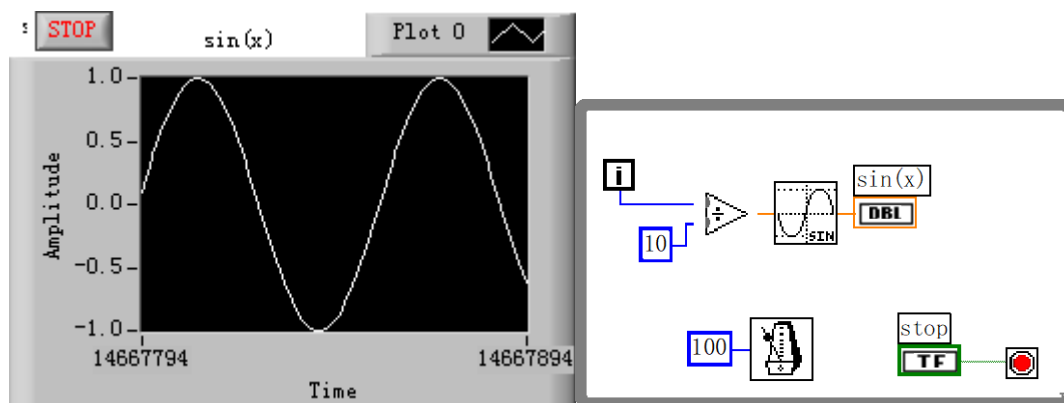 STOP
sin(x)
Plot 0
1.0
0.5
0.0
-0.5
-1.0
Amplitude
14667794
14667894
Time
i
sin(x)
÷
DBL
10
SIN
100
stop
TF